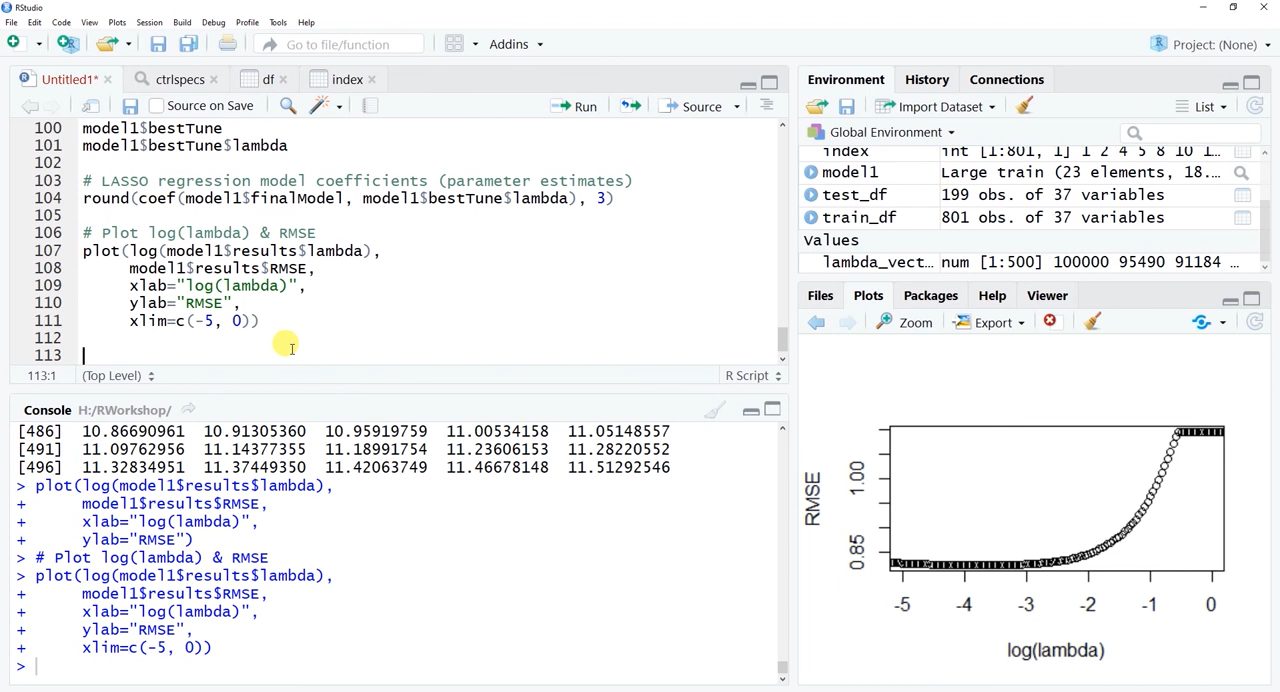 RStudio
File Edit Code View Plots Session Build Debug Profile Tools Help
Go to file/function Addins Project: (None)
Untitled1* ctrlspecs df index
Source on Save Run Source
100 model1$bestTune
101 model1$bestTune$lambda
102
103 # LASSO regression model coefficients (parameter estimates)
104 round(coef(model1$finalModel, model1$bestTune$lambda), 3)
105
106 # Plot log(lambda) & RMSE
107 plot(log(model1$results$lambda),
108 model1$results$RMSE,
109 xlab="log(lambda)",
110 ylab="RMSE",
111 xlim=c(-5, 0))
112
113
113:1 (Top Level) R Script
Console H:/RWorkshop/
[486] 10.86690961 10.91305360 10.95919759 11.00534158 11.05148557
[491] 11.09762956 11.14377355 11.18991754 11.23606153 11.28220552
[496] 11.32834951 11.37449350 11.42063749 11.46678148 11.51292546
> plot(log(model1$results$lambda),
+ model1$results$RMSE,
+ xlab="log(lambda)",
+ ylab="RMSE")
> # Plot log(lambda) & RMSE
> plot(log(model1$results$lambda),
+ model1$results$RMSE,
+ xlab="log(lambda)",
+ ylab="RMSE",
+ xlim=c(-5, 0))
>
Environment History Connections
Import Dataset List
Global Environment
index int [1:801, 1] 1 2 4 5 8 10 1…
model1 Large train (23 elements, 18.…
test_df 199 obs. of 37 variables
train_df 801 obs. of 37 variables
Values
lambda_vect… num [1:500] 100000 95490 91184 …
Files Plots Packages Help Viewer
Zoom Export
RMSE
1.00
0.85
-5 -4 -3 -2 -1 0
log(lambda)